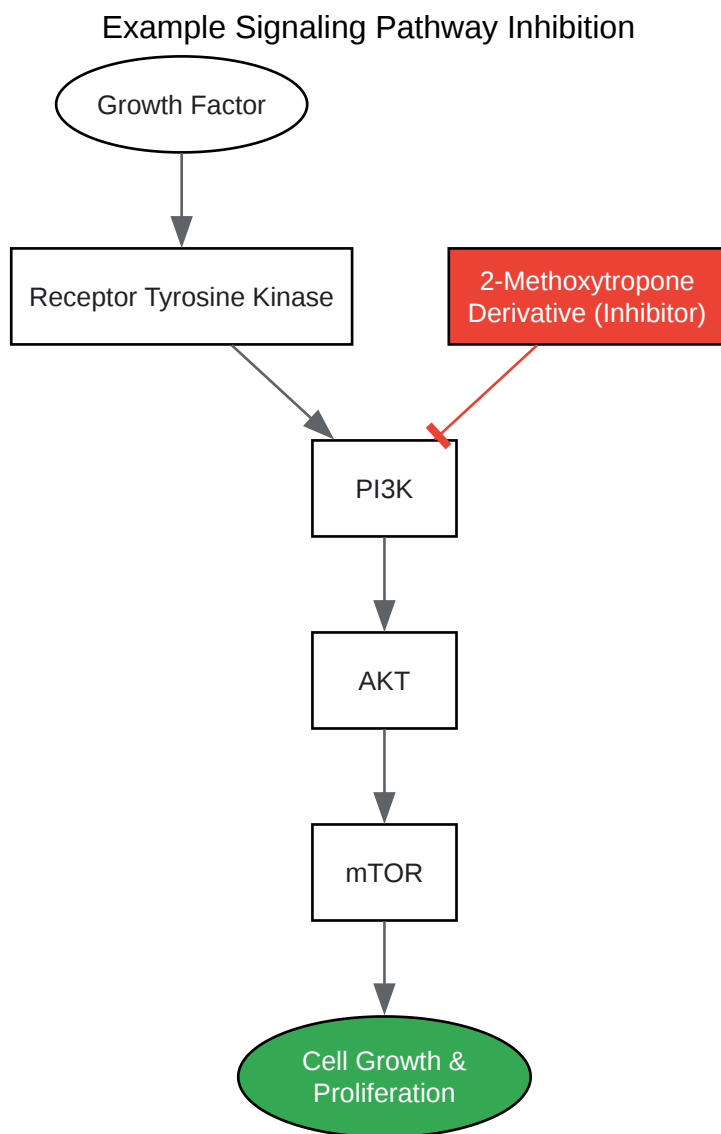 Example Signaling Pathway Inhibition
Growth Factor
Receptor Tyrosine Kinase
2-Methoxytropone
Derivative (Inhibitor)
PI3K
AKT
mTOR
Cell Growth &
Proliferation